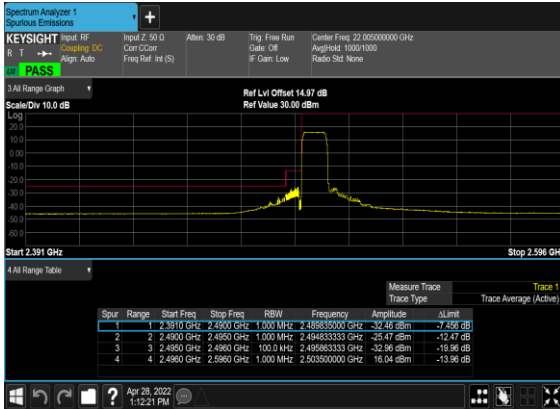 Spectrum Analyzer 1
Spurious Emissions
KEYSIGHT Input: RF Input Z: 50 Ω Atten: 30 dB Trig: Free Run Center Freq: 22.005000000 GHz
R T Coupling: DC Corr CCorr Gate: Off Avg|Hold: 1000/1000
Align: Auto Freq Ref: Int (S) IF Gain: Low Radio Std: None
PASS
3 All Range Graph
Ref Lvl Offset 14.97 dB
Scale/Div 10.0 dB Ref Value 30.00 dBm
Log
20.0
10.0
0.00
-10.0
-20.0
-30.0
-40.0
-50.0
-60.0
Start 2.391 GHz Stop 2.596 GH
4 All Range Table
Measure Trace Trace 1
Trace Type Trace Average (Active)
Spur Range Start Freq Stop Freq RBW Frequency Amplitude ΔLimit
1 1 2.3910 GHz 2.4900 GHz 1.000 MHz 2.489835000 GHz -32.46 dBm -7.456 dB
2 2 2.4900 GHz 2.4950 GHz 1.000 MHz 2.494833333 GHz -25.47 dBm -12.47 dB
3 3 2.4950 GHz 2.4960 GHz 100.0 kHz 2.495863333 GHz -32.96 dBm -19.96 dB
4 4 2.4960 GHz 2.5960 GHz 1.000 MHz 2.503500000 GHz 16.04 dBm -13.96 dB
Apr 28, 2022
1:12:21 PM